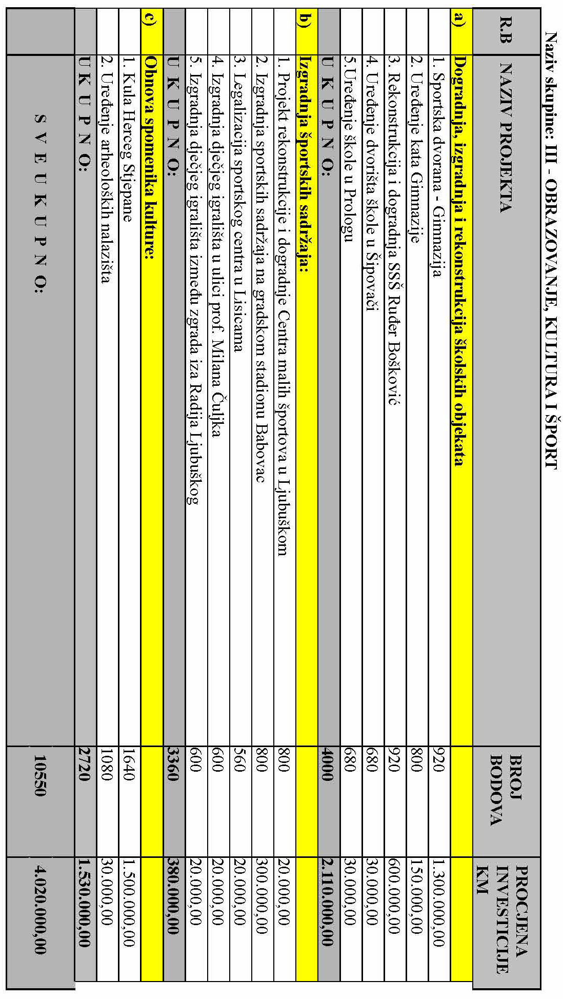 Naziv skupine: III - OBRAZOVANJE, KULTURA I ŠPORT
R.B NAZIV PROJEKTA BROJ BODOVA PROCJENA INVESTICIJE KM
a) Dogradnja, izgradnja i rekonstrukcija školskih objekata
1. Sportska dvorana - Gimnazija 920 1.300.000,00
2. Uređenje kata Gimnazije 800 150.000,00
3. Rekonstrukcija i dogradnja SSŠ Ruđer Bošković 920 600.000,00
4. Uređenje dvorišta škole u Šipovači 680 30.000,00
5.Uređenje škole u Prologu 680 30.000,00
U K U P N O: 4000 2.110.000,00
b) Izgradnja športskih sadržaja:
1. Projekt rekonstrukcije i dogradnje Centra malih športova u Ljubuškom 800 20.000,00
2. Izgradnja sportskih sadržaja na gradskom stadionu Babovac 800 300.000,00
3. Legalizacija sportskog centra u Lisicama 560 20.000,00
4. Izgradnja dječjeg igrališta u ulici prof. Milana Čuljka 600 20.000,00
5. Izgradnja dječjeg igrališta između zgrada iza Radija Ljubuškog 600 20.000,00
U K U P N O: 3360 380.000,00
c) Obnova spomenika kulture:
1. Kula Herceg Stjepane 1640 1.500.000,00
2. Uređenje arheoloških nalazišta 1080 30.000,00
U K U P N O: 2720 1.530.000,00
S V E U K U P N O: 10550 4.020.000,00